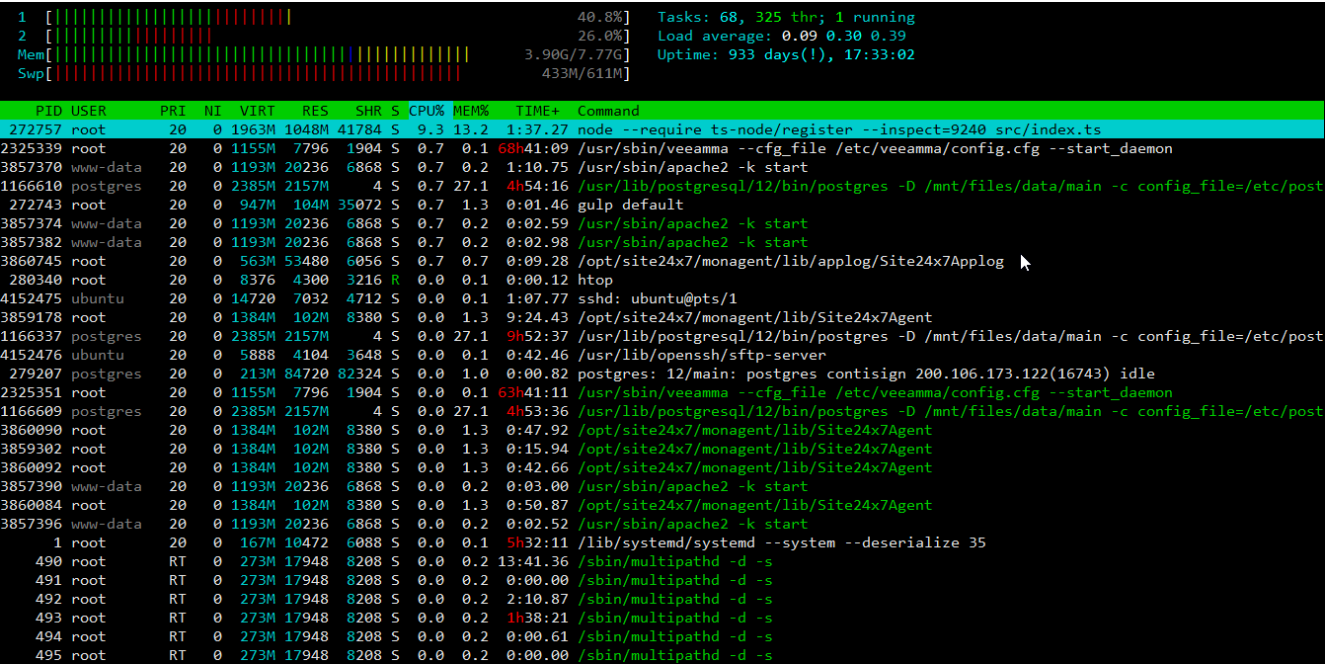 1 [|||||||||||||||||||||||||||||| 40.8%] Tasks: 68, 325 thr; 1 running
2 [|||||||||||||||||||| 26.0%] Load average: 0.09 0.30 0.39
Mem[||||||||||||||||||||||||||||||||||||||||||||||||||||| 3.90G/7.77G] Uptime: 933 days(!), 17:33:02
Swp[|||||||||||||||||||||||||||||||||||||||||||||||||||| 433M/611M]
PID USER PRI NI VIRT RES SHR S CPU% MEM% TIME+ Command
272757 root 20 0 1963M 1048M 41784 S 9.3 13.2 1:37.27 node --require ts-node/register --inspect=9240 src/index.ts
2325339 root 20 0 1155M 7796 1904 S 0.7 0.1 68h41:09 /usr/sbin/veeamma --cfg_file /etc/veeamma/config.cfg --start_daemon
3857370 www-data 20 0 1193M 20236 6868 S 0.7 0.2 1:10.75 /usr/sbin/apache2 -k start
1166610 postgres 20 0 2385M 2157M 4 S 0.7 27.1 4h54:16 /usr/lib/postgresql/12/bin/postgres -D /mnt/files/data/main -c config_file=/etc/post
272743 root 20 0 947M 104M 35072 S 0.7 1.3 0:01.46 gulp default
3857374 www-data 20 0 1193M 20236 6868 S 0.7 0.2 0:02.59 /usr/sbin/apache2 -k start
3857382 www-data 20 0 1193M 20236 6868 S 0.7 0.2 0:02.98 /usr/sbin/apache2 -k start
3860745 root 20 0 563M 53480 6056 S 0.7 0.7 0:09.28 /opt/site24x7/monagent/lib/applog/Site24x7Applog
280340 root 20 0 8376 4300 3216 R 0.0 0.1 0:00.12 htop
4152475 ubuntu 20 0 14720 7032 4712 S 0.0 0.1 1:07.77 sshd: ubuntu@pts/1
3859178 root 20 0 1384M 102M 8380 S 0.0 1.3 9:24.43 /opt/site24x7/monagent/lib/Site24x7Agent
1166337 postgres 20 0 2385M 2157M 4 S 0.0 27.1 9h52:37 /usr/lib/postgresql/12/bin/postgres -D /mnt/files/data/main -c config_file=/etc/post
4152476 ubuntu 20 0 5888 4104 3648 S 0.0 0.1 0:42.46 /usr/lib/openssh/sftp-server
279207 postgres 20 0 213M 84720 82324 S 0.0 1.0 0:00.82 postgres: 12/main: postgres contisign 200.106.173.122(16743) idle
2325351 root 20 0 1155M 7796 1904 S 0.0 0.1 63h41:11 /usr/sbin/veeamma --cfg_file /etc/veeamma/config.cfg --start_daemon
1166609 postgres 20 0 2385M 2157M 4 S 0.0 27.1 4h53:36 /usr/lib/postgresql/12/bin/postgres -D /mnt/files/data/main -c config_file=/etc/post
3860090 root 20 0 1384M 102M 8380 S 0.0 1.3 0:47.92 /opt/site24x7/monagent/lib/Site24x7Agent
3859302 root 20 0 1384M 102M 8380 S 0.0 1.3 0:15.94 /opt/site24x7/monagent/lib/Site24x7Agent
3860092 root 20 0 1384M 102M 8380 S 0.0 1.3 0:42.66 /opt/site24x7/monagent/lib/Site24x7Agent
3857390 www-data 20 0 1193M 20236 6868 S 0.0 0.2 0:03.00 /usr/sbin/apache2 -k start
3860084 root 20 0 1384M 102M 8380 S 0.0 1.3 0:50.87 /opt/site24x7/monagent/lib/Site24x7Agent
3857396 www-data 20 0 1193M 20236 6868 S 0.0 0.2 0:02.52 /usr/sbin/apache2 -k start
1 root 20 0 167M 10472 6088 S 0.0 0.1 5h32:11 /lib/systemd/systemd --system --deserialize 35
490 root RT 0 273M 17948 8208 S 0.0 0.2 13:41.36 /sbin/multipathd -d -s
491 root RT 0 273M 17948 8208 S 0.0 0.2 0:00.00 /sbin/multipathd -d -s
492 root RT 0 273M 17948 8208 S 0.0 0.2 2:10.87 /sbin/multipathd -d -s
493 root RT 0 273M 17948 8208 S 0.0 0.2 1h38:21 /sbin/multipathd -d -s
494 root RT 0 273M 17948 8208 S 0.0 0.2 0:00.61 /sbin/multipathd -d -s
495 root RT 0 273M 17948 8208 S 0.0 0.2 0:00.00 /sbin/multipathd -d -s